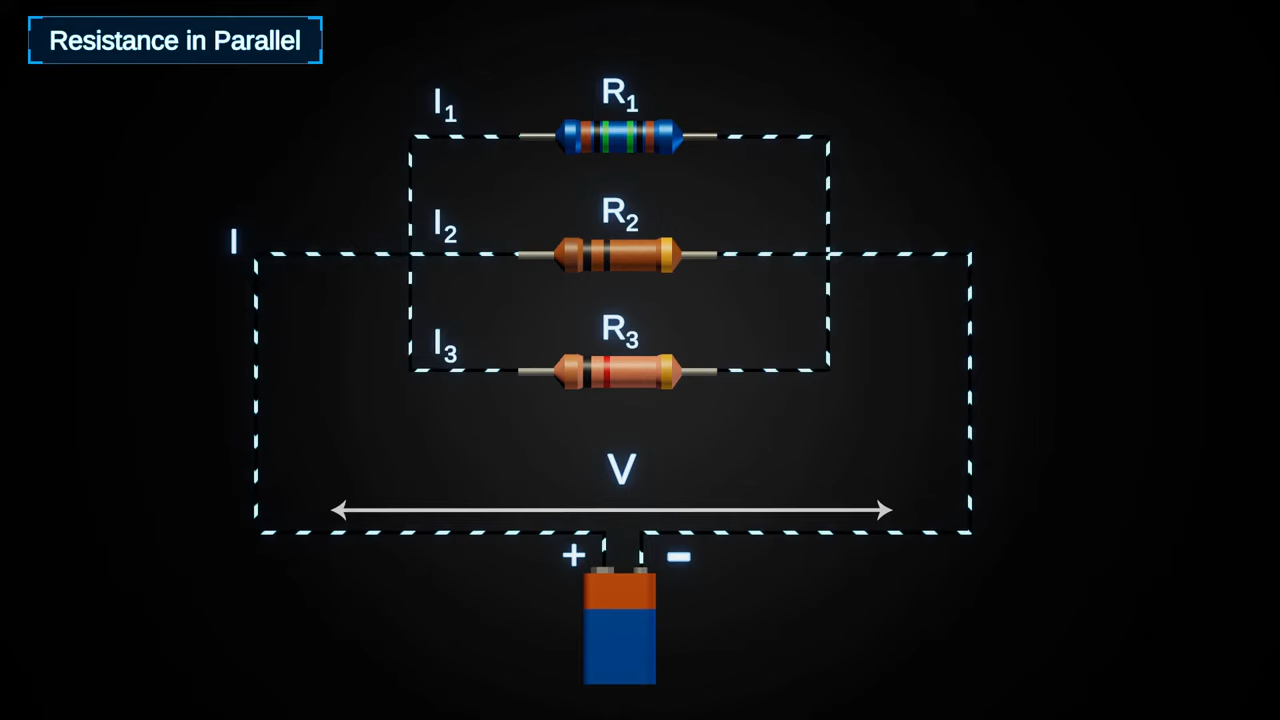 Resistance in Parallel
I₁
R₁
I₂
R₂
I
I₃
R₃
V
+ -